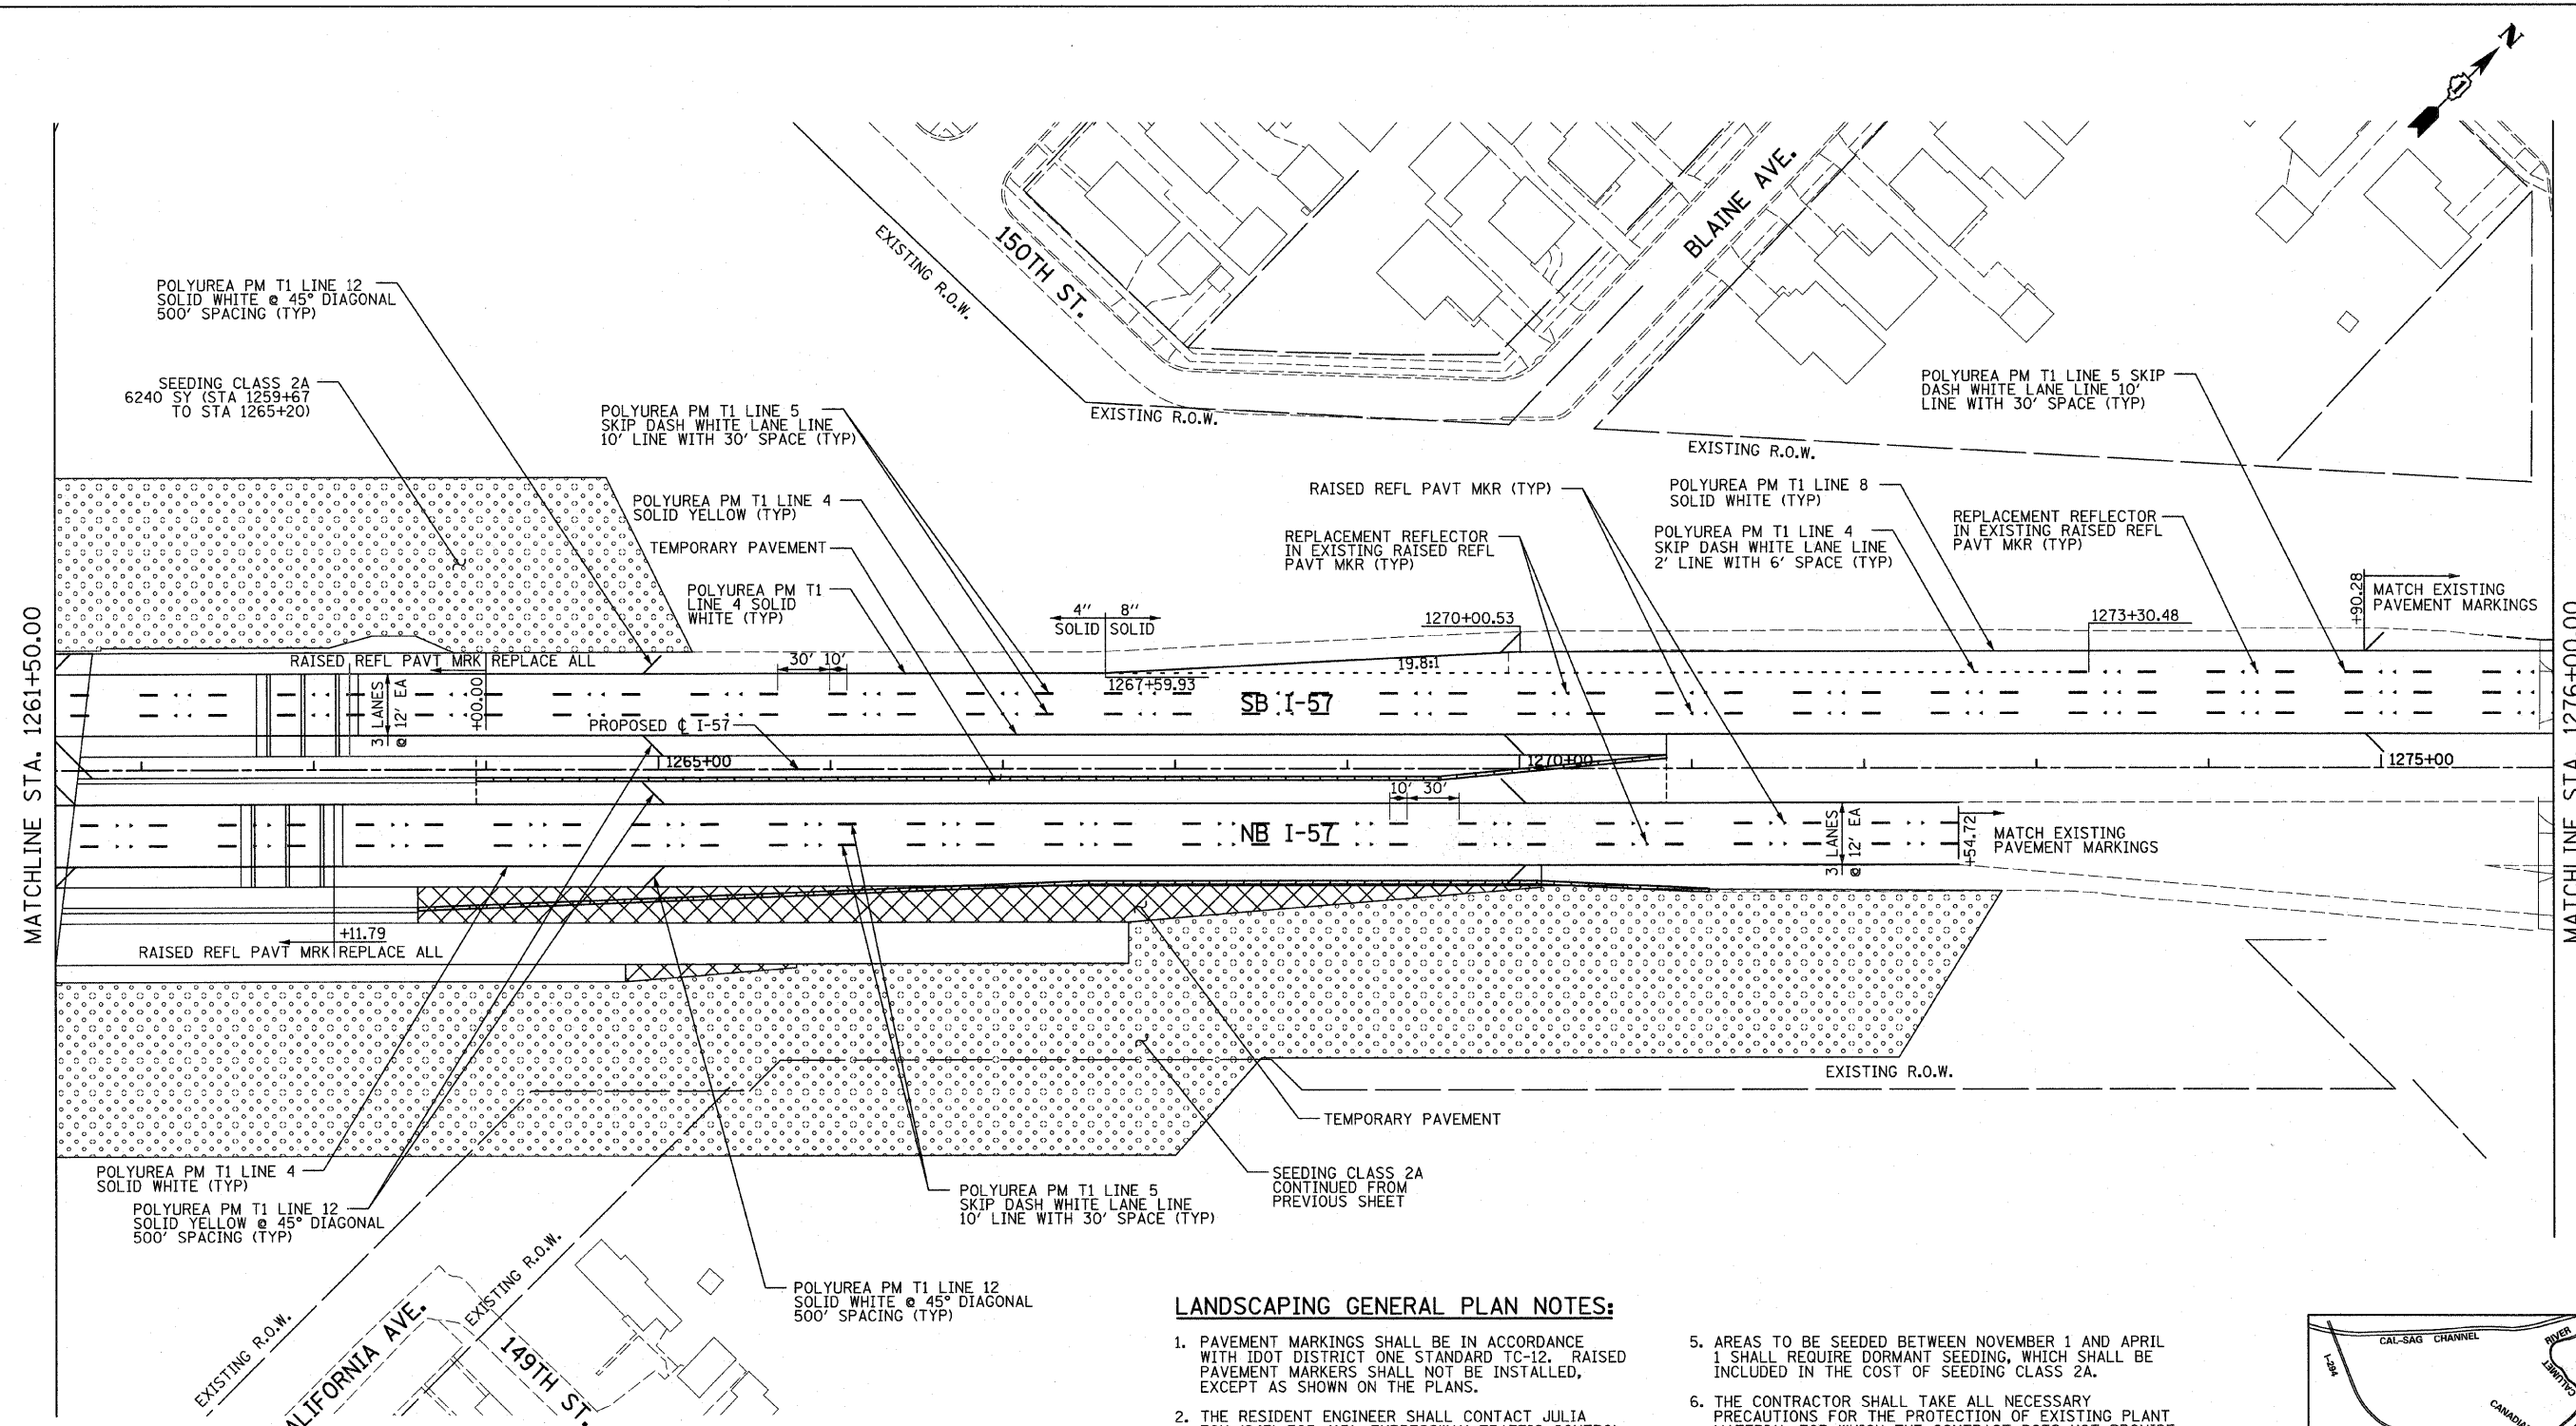 N
150TH ST.
BLAINE AVE.
EXISTING R.O.W.
EXISTING R.O.W.
EXISTING R.O.W.
POLYUREA PM T1 LINE 12
SOLID WHITE @ 45° DIAGONAL
500' SPACING (TYP)
SEEDING CLASS 2A
6240 SY (STA 1259+67
TO STA 1265+20)
POLYUREA PM T1 LINE 5
SKIP DASH WHITE LANE LINE
10' LINE WITH 30' SPACE (TYP)
POLYUREA PM T1 LINE 4
SOLID YELLOW (TYP)
TEMPORARY PAVEMENT
POLYUREA PM T1
LINE 4 SOLID
WHITE (TYP)
RAISED REFL PAVT MKR (TYP)
REPLACEMENT REFLECTOR
IN EXISTING RAISED REFL
PAVT MKR (TYP)
POLYUREA PM T1 LINE 8
SOLID WHITE (TYP)
POLYUREA PM T1 LINE 4
SKIP DASH WHITE LANE LINE
2' LINE WITH 6' SPACE (TYP)
POLYUREA PM T1 LINE 5 SKIP
DASH WHITE LANE LINE 10'
LINE WITH 30' SPACE (TYP)
REPLACEMENT REFLECTOR
IN EXISTING RAISED REFL
PAVT MKR (TYP)
+90.28
MATCH EXISTING
PAVEMENT MARKINGS
MATCHLINE STA. 1261+50.00
MATCHLINE STA. 1276+00.00
4" 8"
SOLID SOLID
1270+00.53
1273+30.48
19.8:1
1267+59.93
RAISED REFL PAVT MRK REPLACE ALL
+00.00
3 LANES
@ 12' EA
30' 10'
SB I-57
PROPOSED ℄ I-57
1265+00
1270+00
1275+00
10' 30'
NB I-57
3 LANES
@ 12' EA
+54.72
MATCH EXISTING
PAVEMENT MARKINGS
+11.79
RAISED REFL PAVT MRK REPLACE ALL
EXISTING R.O.W.
TEMPORARY PAVEMENT
SEEDING CLASS 2A
CONTINUED FROM
PREVIOUS SHEET
POLYUREA PM T1 LINE 4
SOLID WHITE (TYP)
POLYUREA PM T1 LINE 12
SOLID YELLOW @ 45° DIAGONAL
500' SPACING (TYP)
POLYUREA PM T1 LINE 5
SKIP DASH WHITE LANE LINE
10' LINE WITH 30' SPACE (TYP)
POLYUREA PM T1 LINE 12
SOLID WHITE @ 45° DIAGONAL
500' SPACING (TYP)
EXISTING R.O.W.
EXISTING R.O.W.
ALIFORNIA AVE.
149TH ST.
LANDSCAPING GENERAL PLAN NOTES:
1. PAVEMENT MARKINGS SHALL BE IN ACCORDANCE
WITH IDOT DISTRICT ONE STANDARD TC-12. RAISED
PAVEMENT MARKERS SHALL NOT BE INSTALLED,
EXCEPT AS SHOWN ON THE PLANS.
2. THE RESIDENT ENGINEER SHALL CONTACT JULIA
5. AREAS TO BE SEEDED BETWEEN NOVEMBER 1 AND APRIL
1 SHALL REQUIRE DORMANT SEEDING, WHICH SHALL BE
INCLUDED IN THE COST OF SEEDING CLASS 2A.
6. THE CONTRACTOR SHALL TAKE ALL NECESSARY
PRECAUTIONS FOR THE PROTECTION OF EXISTING PLANT
CAL-SAG CHANNEL
I-294
RIVER
CALUMET
CANADIAN